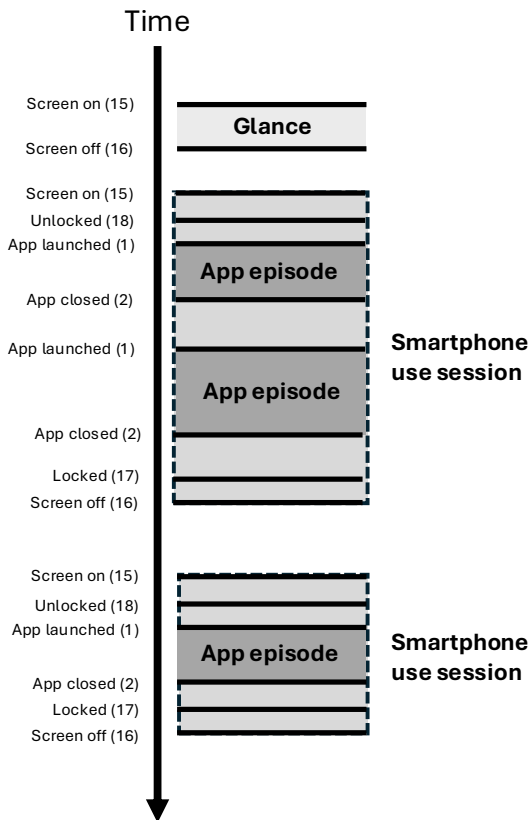 Time
Screen on (15)
Glance
Screen off (16)
Screen on (15)
Unlocked (18)
App launched (1)
App episode
App closed (2)
App launched (1)
Smartphone
use session
App episode
App closed (2)
Locked (17)
Screen off (16)
Screen on (15)
Unlocked (18)
App launched (1)
App episode
Smartphone
use session
App closed (2)
Locked (17)
Screen off (16)